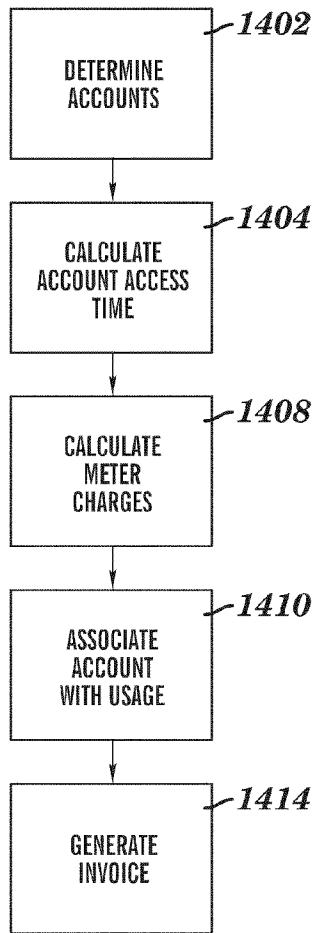 1402
DETERMINE
ACCOUNTS
1404
CALCULATE
ACCOUNT ACCESS
TIME
1408
CALCULATE
METER
CHARGES
1410
ASSOCIATE
ACCOUNT
WITH USAGE
1414
GENERATE
INVOICE